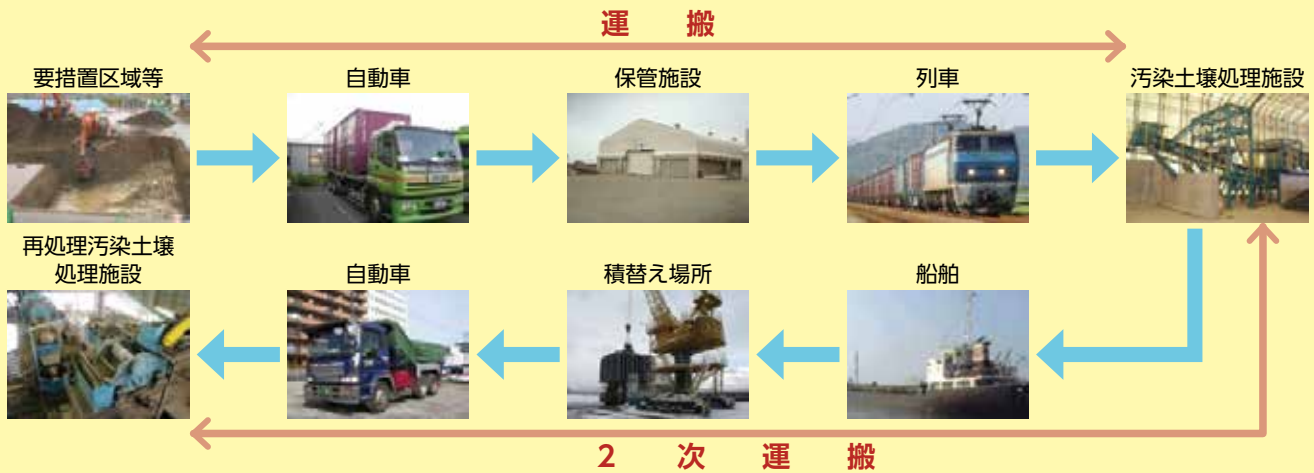 運搬
要措置区域等
自動車
保管施設
列車
汚染土壌処理施設
再処理汚染土壌
処理施設
自動車
積替え場所
船舶
2次運搬